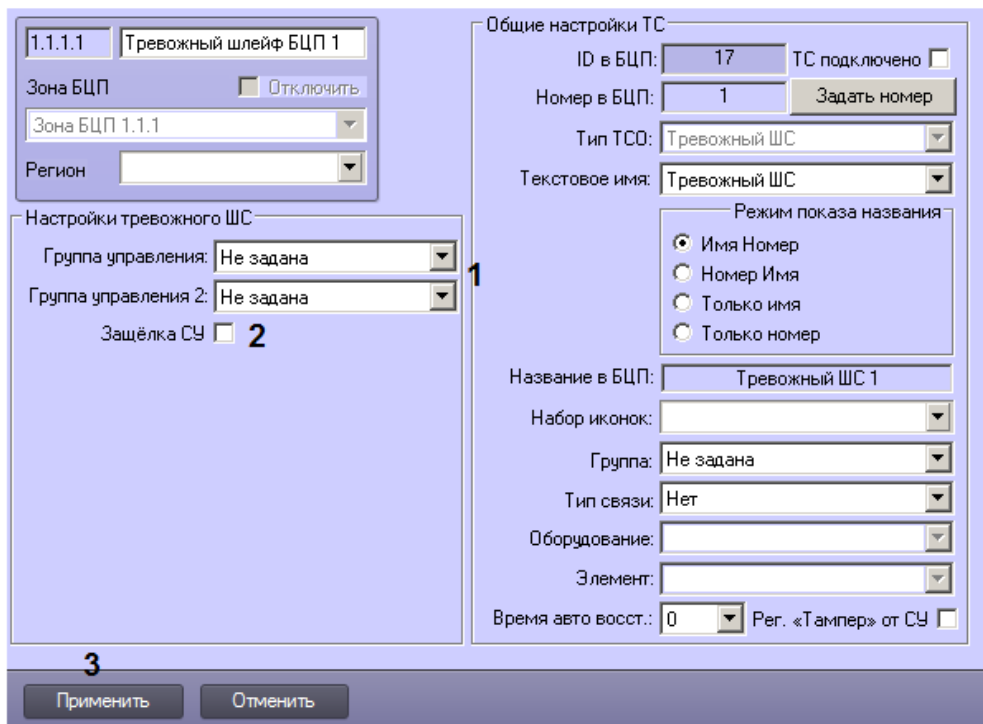 1.1.1.1 Тревожный шлейф БЦП 1
Зона БЦП Отключить
Зона БЦП 1.1.1
Регион
Настройки тревожного ШС
Группа управления: Не задана
1
Группа управления 2: Не задана
Защёлка СУ 2
Общие настройки ТС
ID в БЦП: 17 ТС подключено
Номер в БЦП: 1 Задать номер
Тип ТСО: Тревожный ШС
Текстовое имя: Тревожный ШС
Режим показа названия
Имя Номер
Номер Имя
Только имя
Только номер
Название в БЦП: Тревожный ШС 1
Набор иконок:
Группа: Не задана
Тип связи: Нет
Оборудование:
Элемент:
Время авто восст.: 0 Рег. «Тампер» от СУ
3
Применить Отменить